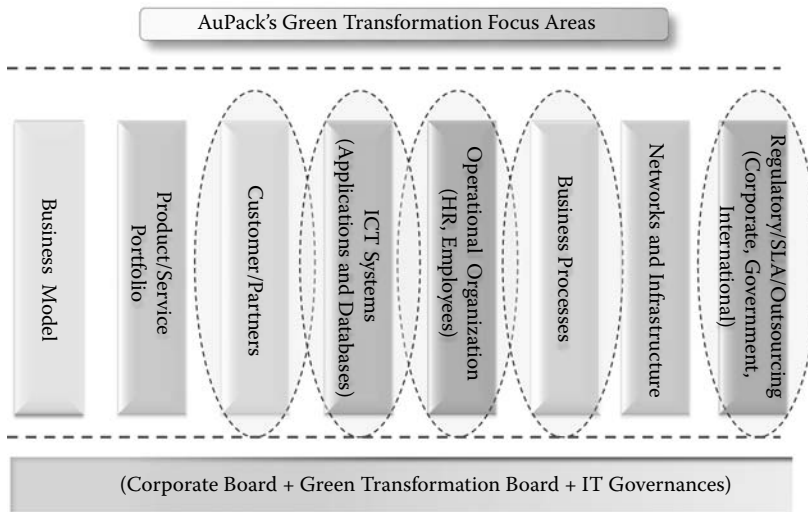 AuPack's Green Transformation Focus Areas
Business Model
Product/Service
Portfolio
Customer/Partners
ICT Systems
(Applications and Databases)
Operational Organization
(HR, Employees)
Business Processes
Networks and Infrastructure
Regulatory/SLA/Outsourcing
(Corporate, Government,
International)
(Corporate Board + Green Transformation Board + IT Governances)